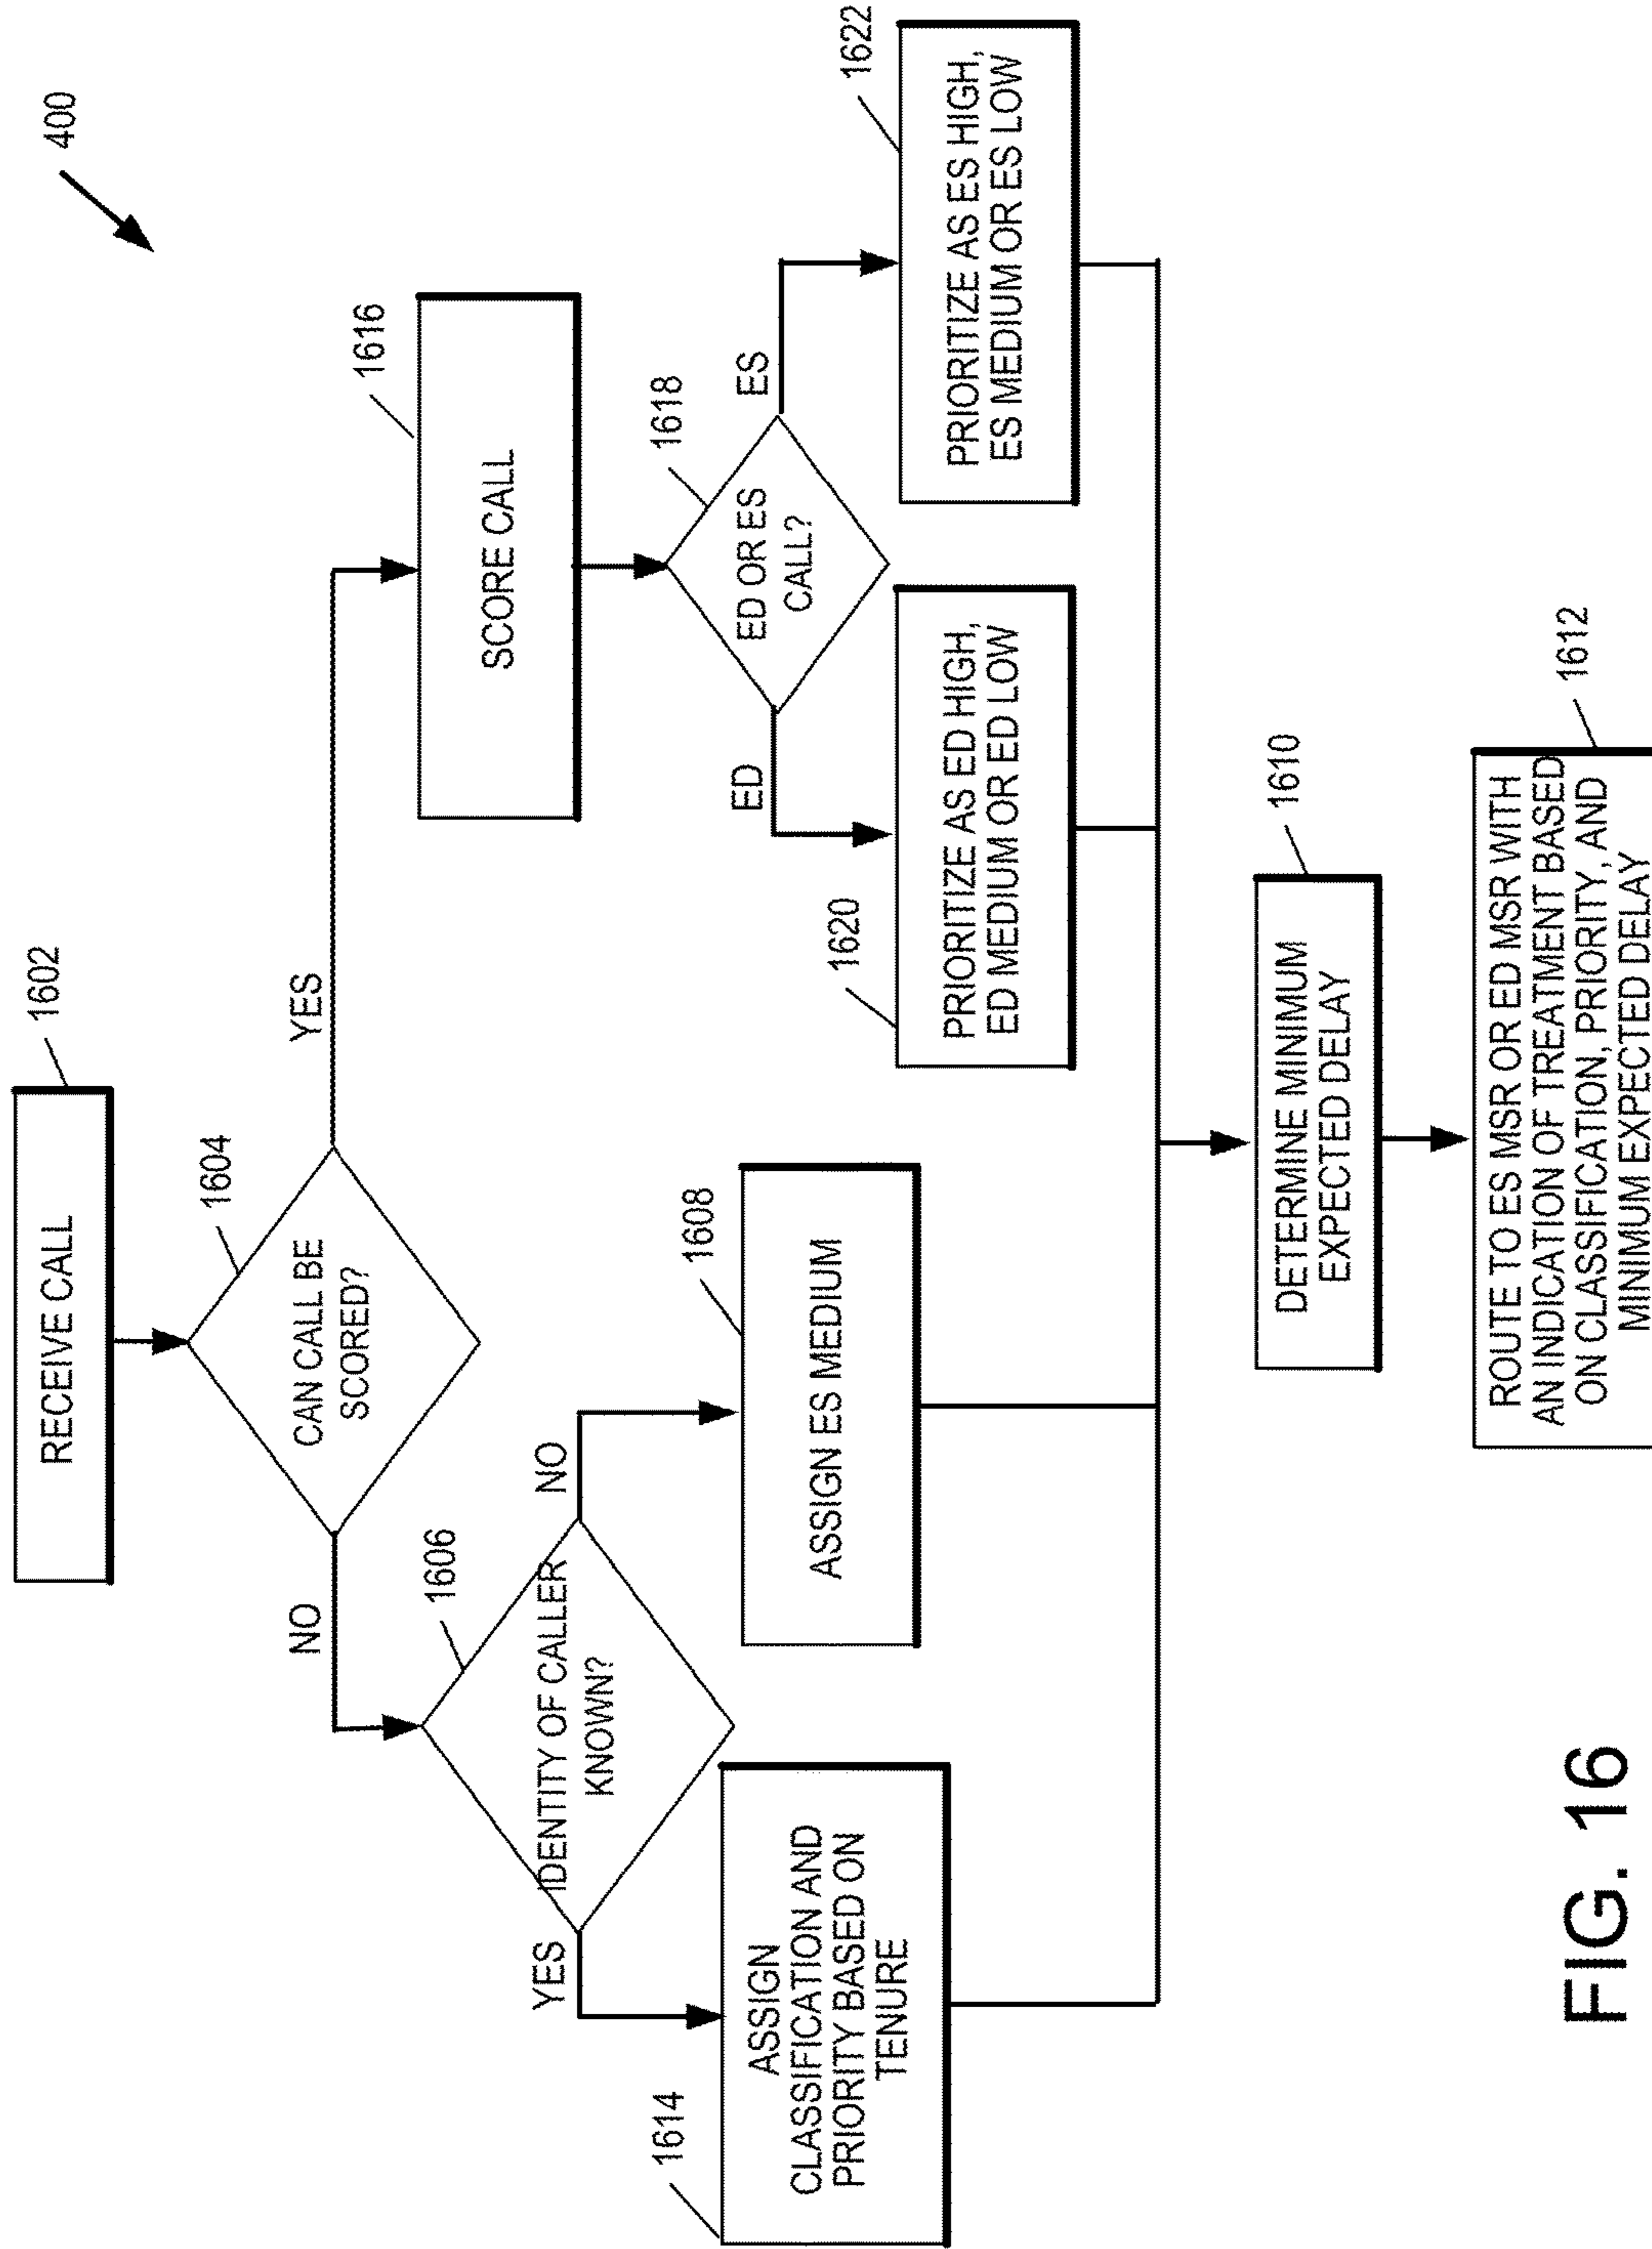 400
RECEIVE CALL
1602
CAN CALL BE
SCORED?
1604
NO
YES
IDENTITY OF CALLER
KNOWN?
1606
YES
NO
SCORE CALL
1616
ED OR ES
CALL?
1618
ED
ES
1614
ASSIGN
CLASSIFICATION AND
PRIORITY BASED ON
TENURE
ASSIGN ES MEDIUM
1608
1620
PRIORITIZE AS ED HIGH,
ED MEDIUM OR ED LOW
PRIORITIZE AS ES HIGH,
ES MEDIUM OR ES LOW
1622
DETERMINE MINIMUM
EXPECTED DELAY
1610
ROUTE TO ES MSR OR ED MSR WITH
AN INDICATION OF TREATMENT BASED
ON CLASSIFICATION, PRIORITY, AND
MINIMUM EXPECTED DELAY
1612
FIG. 16